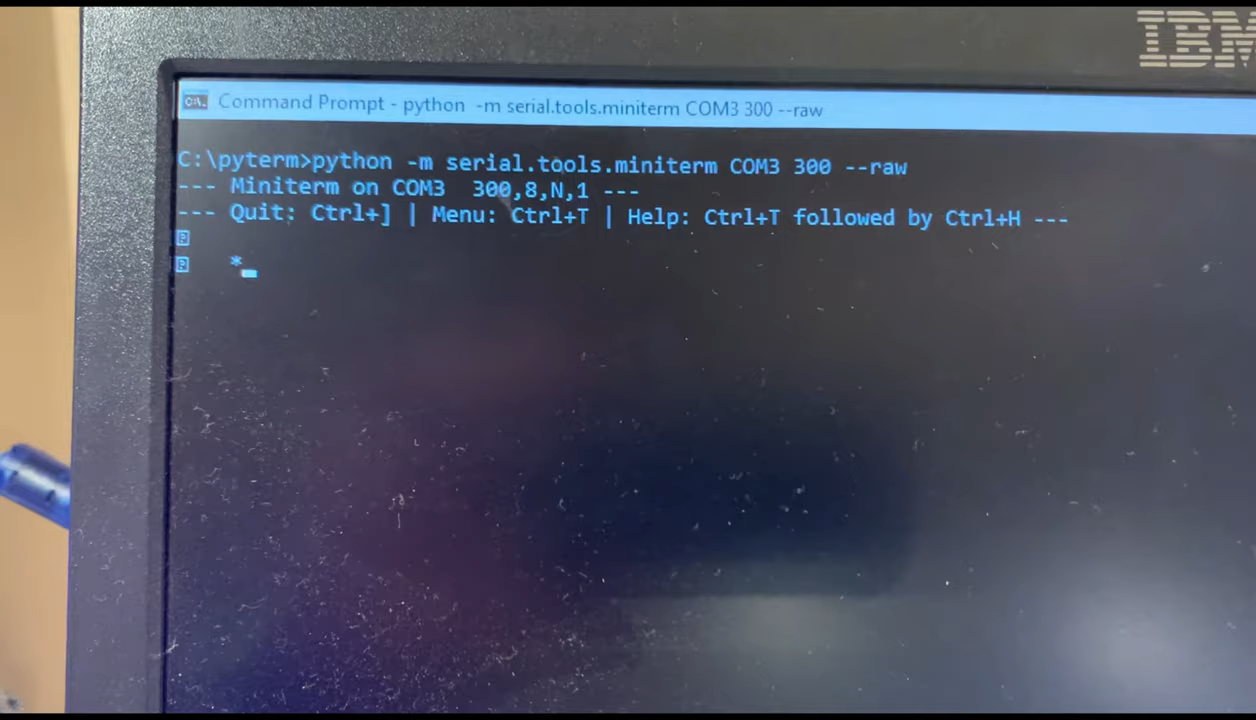 IBM
Command Prompt - python -m serial.tools.miniterm COM3 300 --raw
C:\pyterm>python -m serial.tools.miniterm COM3 300 --raw
--- Miniterm on COM3  300,8,N,1 ---
--- Quit: Ctrl+] | Menu: Ctrl+T | Help: Ctrl+T followed by Ctrl+H ---
*